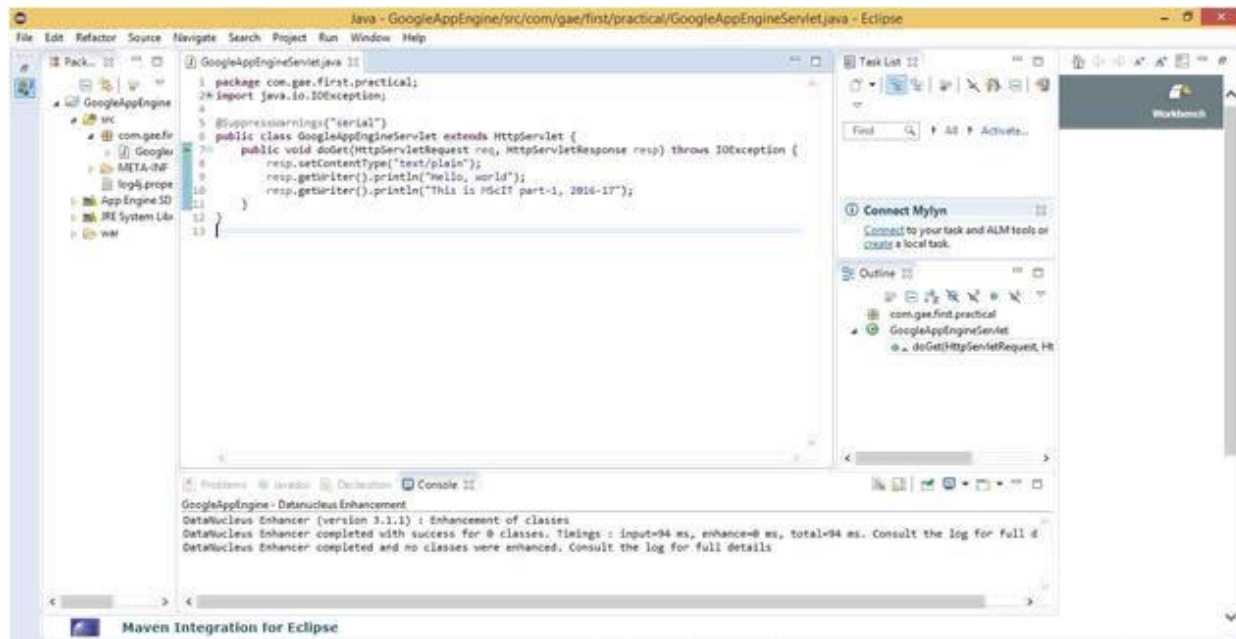 Java - GoogleAppEngine/src/com/gae/first/practical/GoogleAppEngineServlet.java - Eclipse
File Edit Refactor Source Navigate Search Project Run Window Help
Pack...
GoogleAppEngine
src
com.gae.fir
Google
META-INF
log4j.prope
App Engine SD
JRE System Lib
war
GoogleAppEngineServlet.java
1 package com.gae.first.practical;
2 import java.io.IOException;
4
5 @SuppressWarnings("serial")
6 public class GoogleAppEngineServlet extends HttpServlet {
7 public void doGet(HttpServletRequest req, HttpServletResponse resp) throws IOException {
8 resp.setContentType("text/plain");
9 resp.getWriter().println("Hello, world");
10 resp.getWriter().println("This is MScIT part-1, 2016-17");
11 }
12 }
13
Task List
Find All Activate...
Connect Mylyn
Connect to your task and ALM tools or
create a local task.
Outline
com.gae.first.practical
GoogleAppEngineServlet
doGet(HttpServletRequest, Ht
Workbench
Problems Javadoc Declaration Console
GoogleAppEngine - Datanucleus Enhancement
DataNucleus Enhancer (version 3.1.1) : Enhancement of classes
DataNucleus Enhancer completed with success for 0 classes. Timings : input=94 ms, enhance=0 ms, total=94 ms. Consult the log for full d
DataNucleus Enhancer completed and no classes were enhanced. Consult the log for full details
Maven Integration for Eclipse